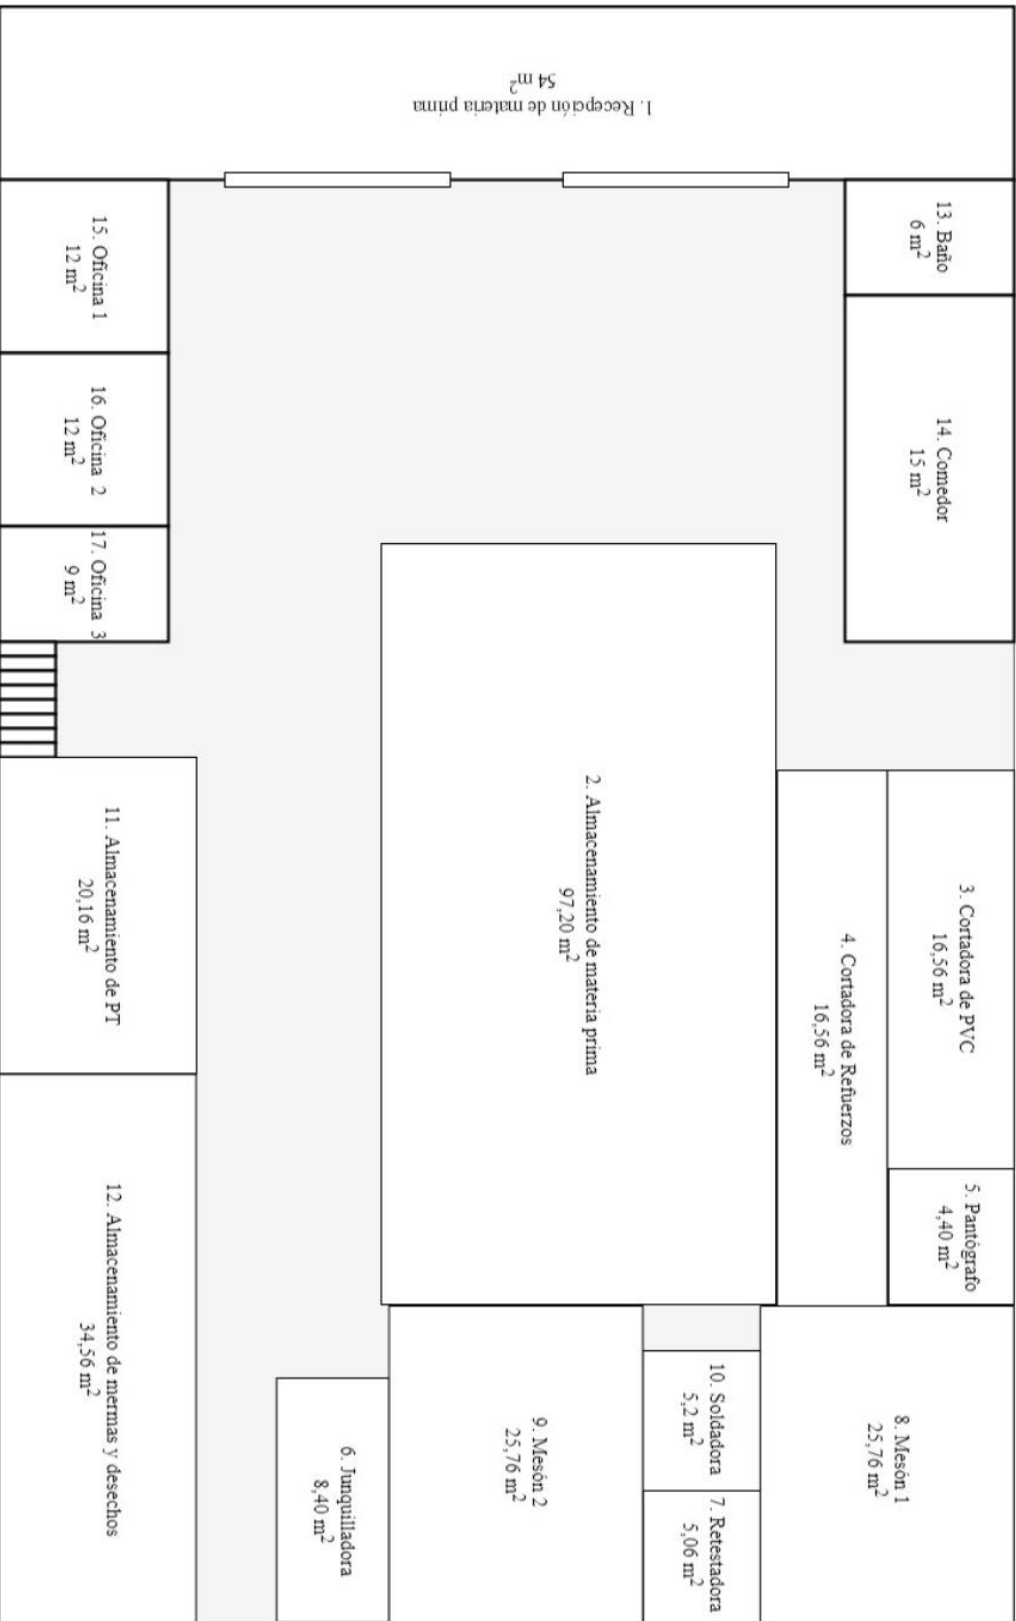 1. Recepción de materia prima
54 m²
13. Baño
6 m²
14. Comedor
15 m²
15. Oficina 1
12 m²
16. Oficina 2
12 m²
17. Oficina 3
9 m²
2. Almacenamiento de materia prima
97,20 m²
3. Cortadora de PVC
16,56 m²
4. Cortadora de Refuerzos
16,56 m²
5. Pantógrafo
4,40 m²
11. Almacenamiento de PT
20,16 m²
12. Almacenamiento de mermas y desechos
34,56 m²
6. Junquilladora
8,40 m²
9. Mesón 2
25,76 m²
10. Soldadora
5,2 m²
7. Retestadora
5,06 m²
8. Mesón 1
25,76 m²